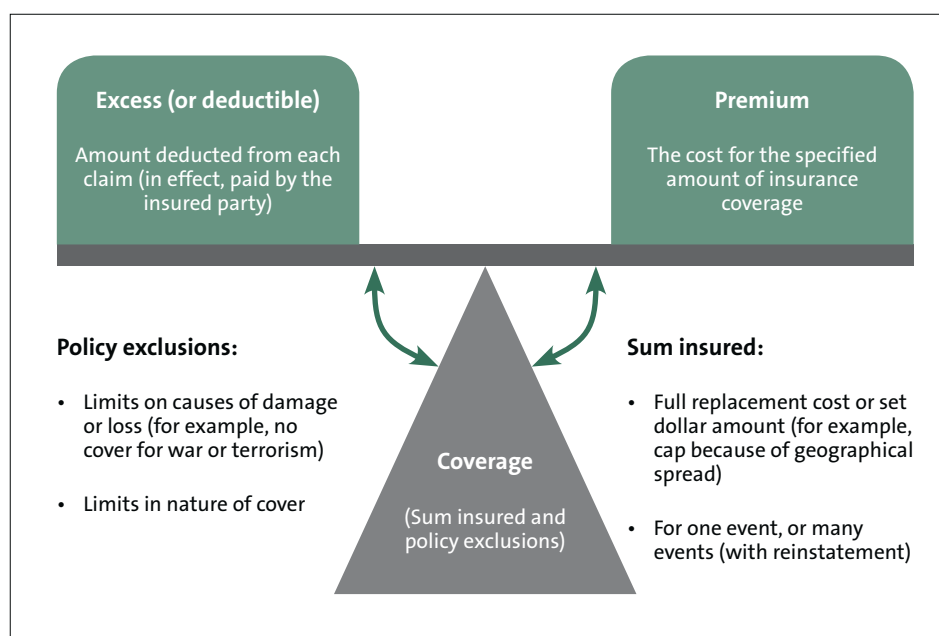 Excess (or deductible)
Amount deducted from each
claim (in effect, paid by the
insured party)
Premium
The cost for the specified
amount of insurance
coverage
Policy exclusions:
• Limits on causes of damage
or loss (for example, no
cover for war or terrorism)
• Limits in nature of cover
Coverage
(Sum insured and
policy exclusions)
Sum insured:
• Full replacement cost or set
dollar amount (for example,
cap because of geographical
spread)
• For one event, or many
events (with reinstatement)